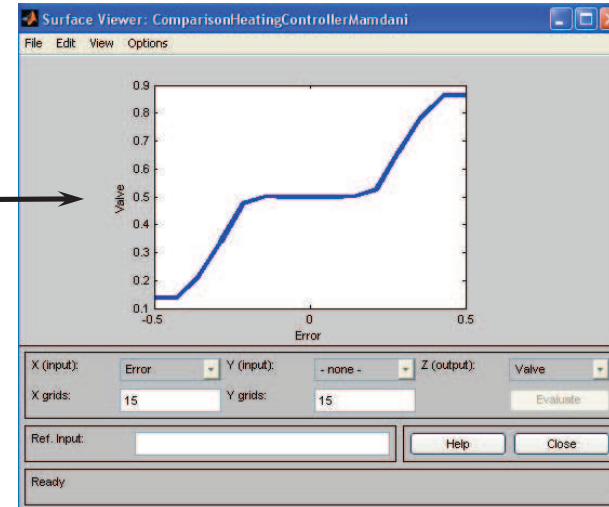 Surface Viewer: ComparisonHeatingControllerMamdani
File Edit View Options
0.9
0.8
0.7
0.6
0.5
0.4
0.3
0.2
0.1
Valve
-0.5 0 0.5
Error
X (input): Error Y (input): - none - Z (output): Valve
X grids: 15 Y grids: 15 Evaluate
Ref. Input: Help Close
Ready